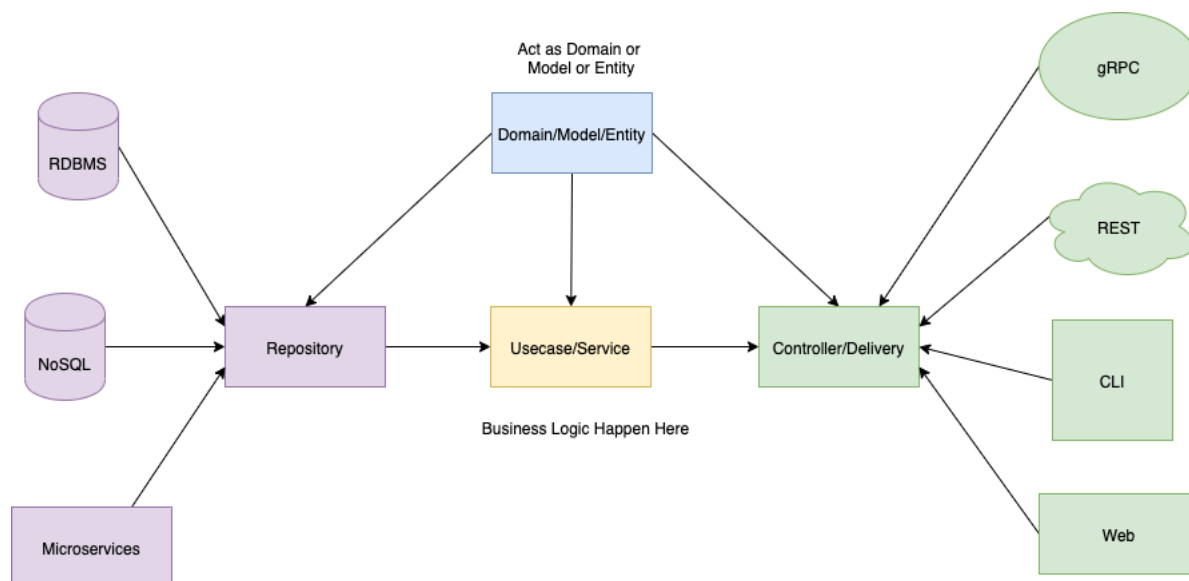 Act as Domain or
Model or Entity
gRPC
Domain/Model/Entity
RDBMS
REST
Repository
Usecase/Service
Controller/Delivery
NoSQL
CLI
Business Logic Happen Here
Microservices
Web